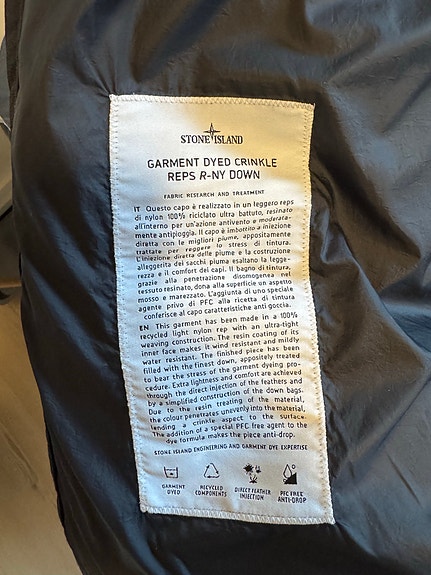 STONE ISLAND
GARMENT DYED CRINKLE
REPS R-NY DOWN
FABRIC RESEARCH AND TREATMENT
IT Questo capo è realizzato in un leggero reps
di nylon 100% riciclato ultra battuto, resinato
all'interno per un'azione antivento e moderata-
mente antipioggia. Il capo è imbottito a iniezione
diretta con le migliori piume, appositamente
trattate per reggere lo stress di tintura.
L'iniezione diretta delle piume e la costruzione
alleggerita dei sacchi piuma esaltano la legge-
rezza e il comfort dei capi. Il bagno di tintura,
grazie alla penetrazione disomogenea nel
tessuto resinato, dona alla superficie un aspetto
mosso e marezzato. L'aggiunta di uno speciale
agente privo di PFC alla ricetta di tintura
conferisce al capo caratteristiche anti goccia.
EN This garment has been made in a 100%
recycled light nylon rep with an ultra-tight
weaving construction. The resin coating of its
inner face makes it wind resistant and mildly
water resistant. The finished piece has been
filled with the finest down, appositely treated
to bear the stress of the garment dyeing pro-
cedure. Extra lightness and comfort are achieved
through the direct injection of the feathers and
by a simplified construction of the down bags.
Due to the resin treating of the material,
the colour penetrates unevenly into the material,
lending a crinkle aspect to the surface.
The addition of a special PFC free agent to the
dye formula makes the piece anti-drop.
STONE ISLAND ENGINEERING AND GARMENT DYE EXPERTISE
GARMENT
DYED
RECYCLED
COMPONENTS
DIRECT FEATHER
INJECTION
PFC FREE
ANTI-DROP